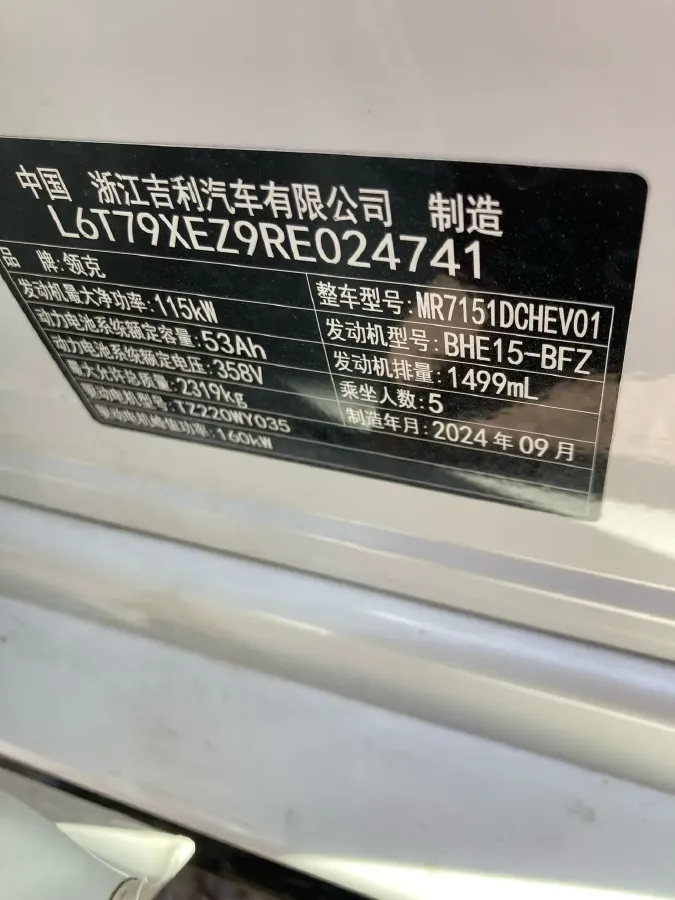 中国 浙江吉利汽车有限公司 制造
L6T79XEZ9RE024741
品 牌:领克
整车型号:MR7151DCHEV01
发动机最大净功率:115kW
发动机型号:BHE15-BFZ
动力电池系统额定容量:53Ah
发动机排量:1499mL
动力电池系统额定电压:358V
乘坐人数:5
最大允许总质量:2319kg
制造年月:2024年09月
驱动电机型号:TZ220WY035
驱动电机峰值功率:160kW